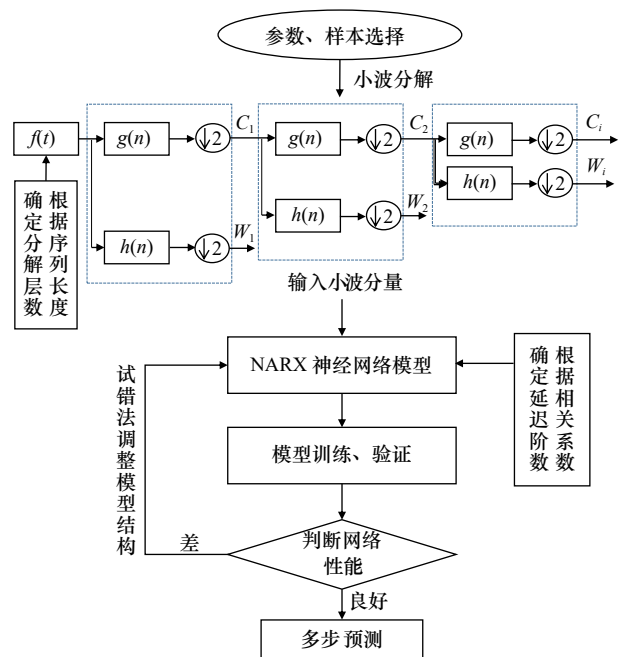 参数、样本选择
小波分解
f(t)
g(n)
↓2
C₁
g(n)
↓2
C₂
g(n)
↓2
Cᵢ
h(n)
↓2
Wᵢ
h(n)
↓2
W₂
h(n)
↓2
W₁
根据序列长度
确定分解层数
输入小波分量
NARX 神经网络模型
根据相关系数
确定延迟阶数
试错法调整模型结构
模型训练、验证
判断网络
性能
差
良好
多步预测